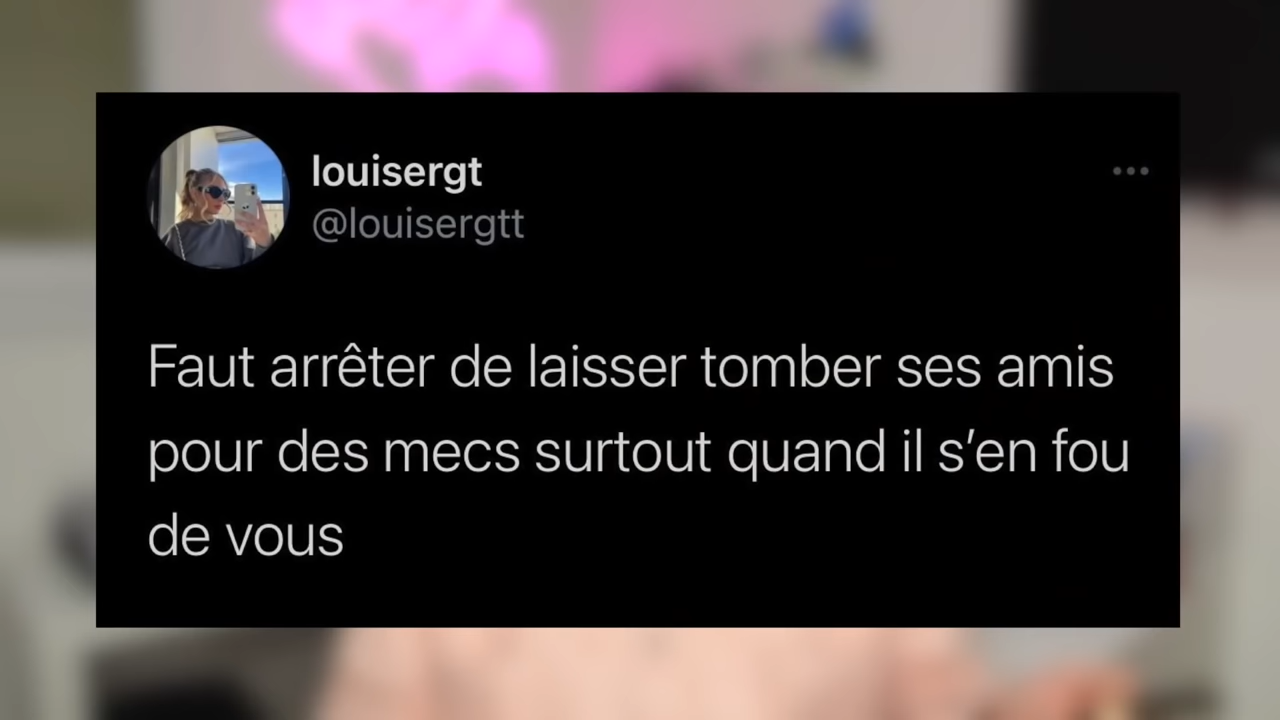 louisergt
@louisergtt
Faut arrêter de laisser tomber ses amis
pour des mecs surtout quand il s’en fou
de vous